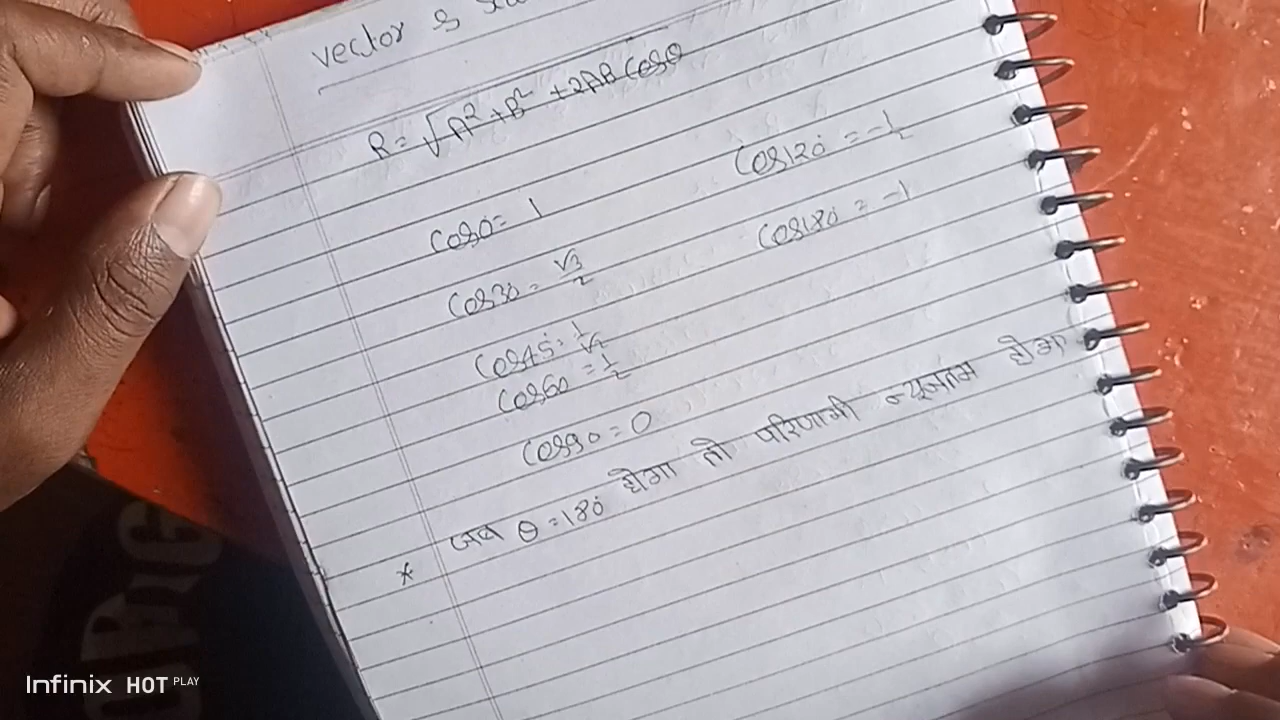 vector &
R = √A² + B² + 2AB Cosθ
Cos0° = 1
Cos120° = -1/2
Cos30 = √3/2
Cos180° = -1
Cos45 = 1/√2
Cos60 = 1/2
Cos90 = 0
* जब θ = 180° होगा तो परिणामी न्यूनतम होगा
Infinix HOT PLAY